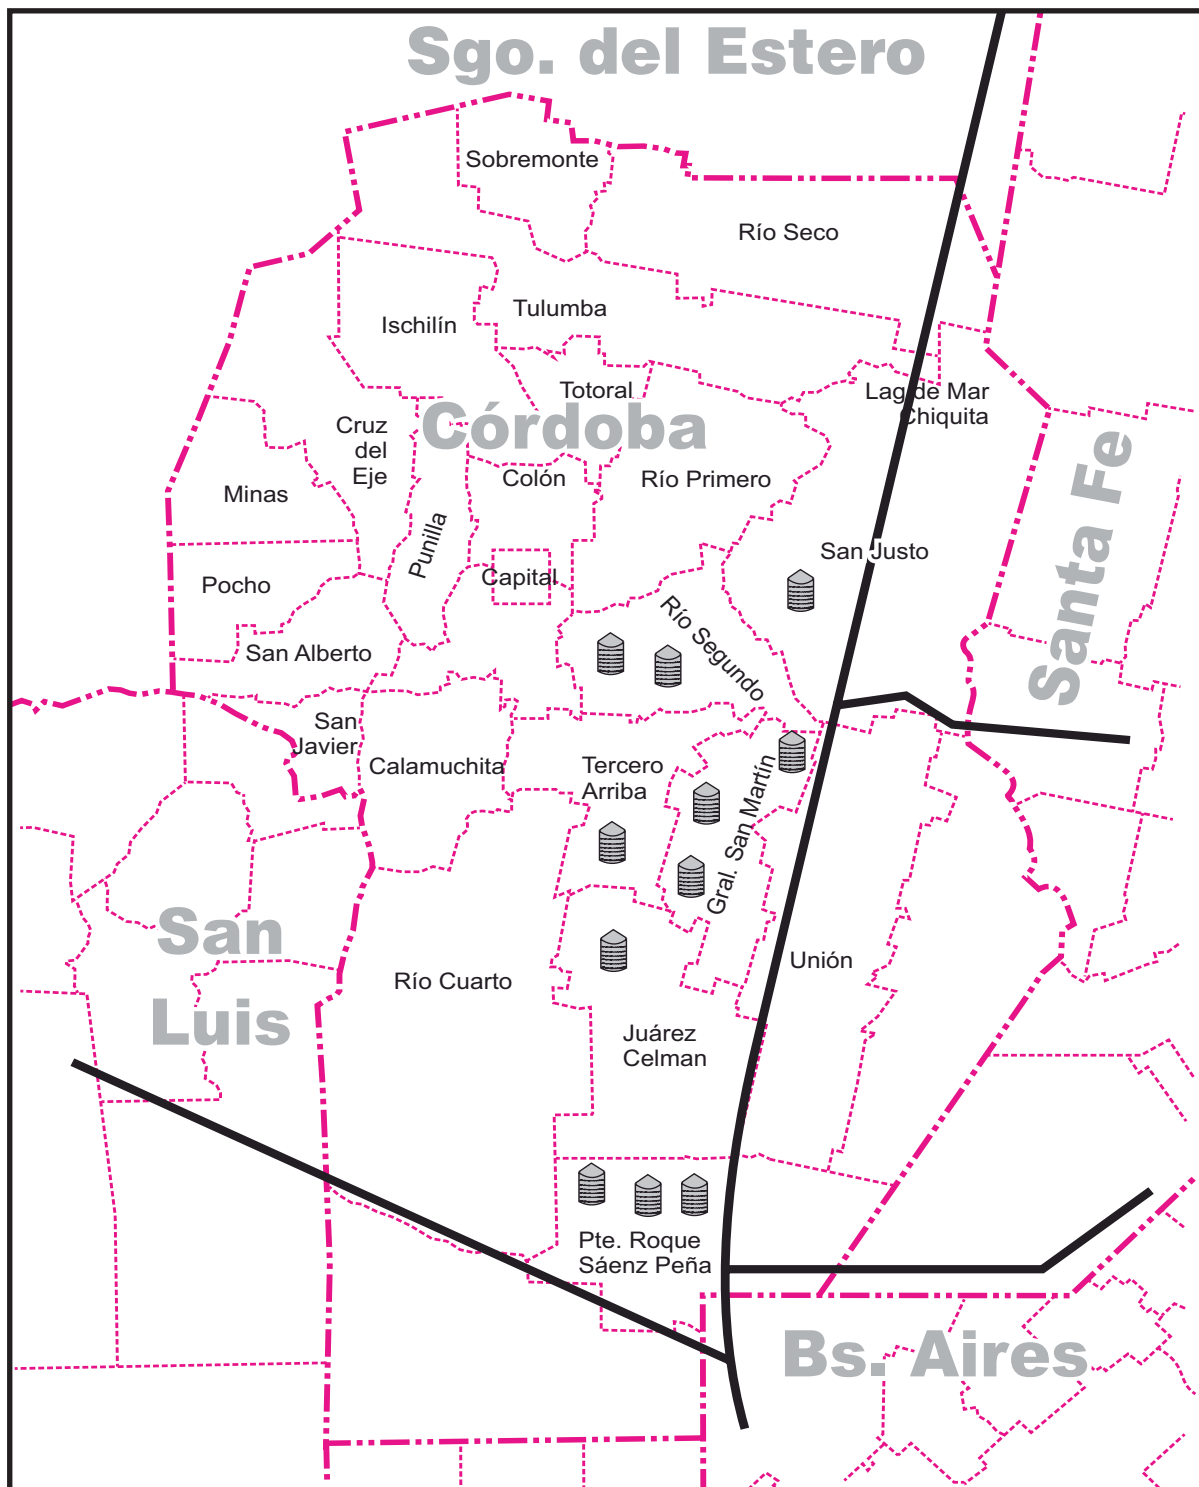 Sgo. del Estero
Sobremonte
Río Seco
Tulumba
Ischilín
Totoral
Lag de Mar
Chiquita
Córdoba
Cruz
del
Eje
Santa Fe
Colón
Río Primero
Minas
Punilla
San Justo
Pocho
Capital
Río Segundo
San Alberto
San
Javier
Calamuchita
Tercero
Arriba
Gral. San Martín
San
Luis
Río Cuarto
Unión
Juárez
Celman
Pte. Roque
Sáenz Peña
Bs. Aires